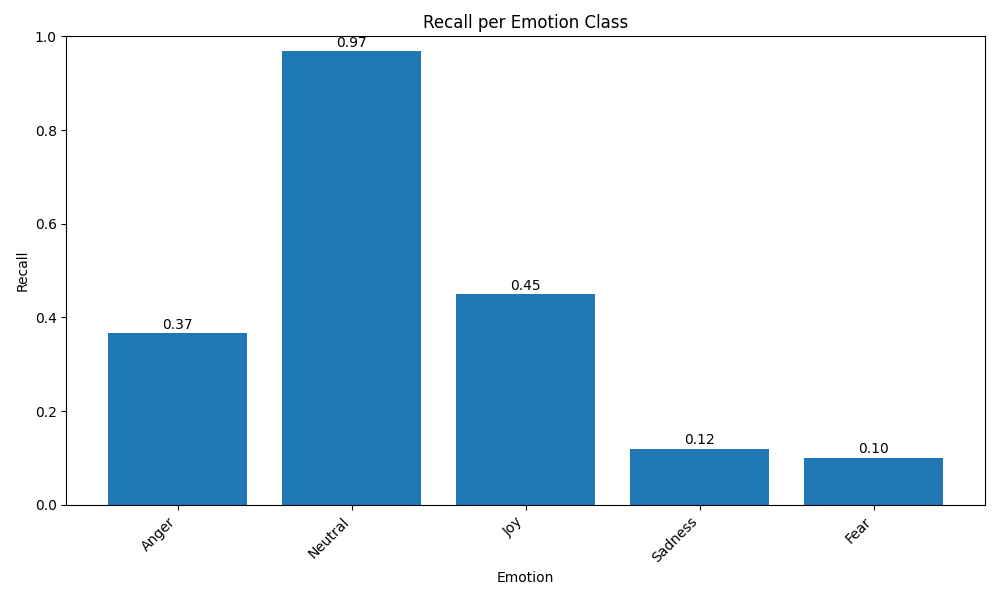 Recall per Emotion Class
1.0
0.8
0.6
0.4
0.2
0.0
Recall
0.37
0.97
0.45
0.12
0.10
Anger
Neutral
Joy
Sadness
Fear
Emotion